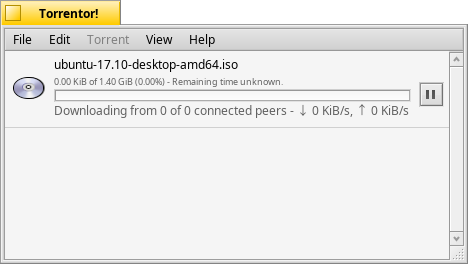 Torrentor!
File Edit Torrent View Help
ubuntu-17.10-desktop-amd64.iso
0.00 KiB of 1.40 GiB (0.00%) - Remaining time unknown.
Downloading from 0 of 0 connected peers - ↓ 0 KiB/s, ↑ 0 KiB/s